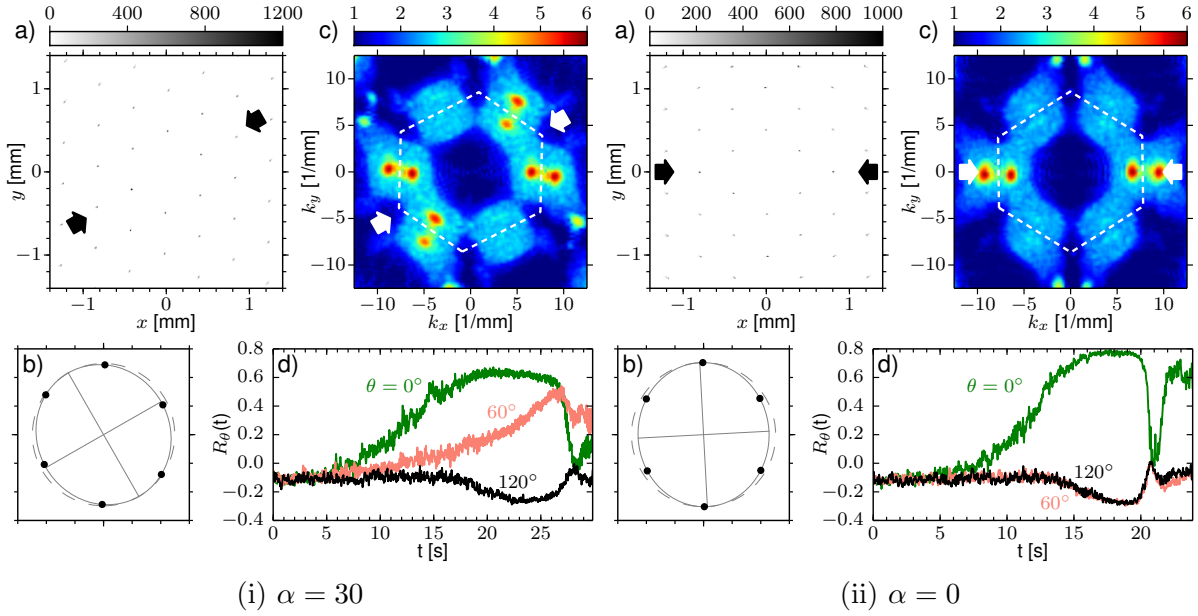 0 200 400 600 800 1000 1200
1 2 3 4 5 6
0 200 400 600 800 1000
1 2 3 4 5 6
a)
c)
a)
c)
1
0
−1
y [mm]
−1 0 1
x [mm]
10
5
0
−5
−10
k_y [1/mm]
−10 −5 0 5 10
k_x [1/mm]
1
0
−1
y [mm]
−1 0 1
x [mm]
10
5
0
−5
−10
k_y [1/mm]
−10 −5 0 5 10
k_x [1/mm]
b)
d)
0.8
0.6
0.4
0.2
0.0
−0.2
−0.4
R_θ(t)
θ = 0°
60°
120°
0 5 10 15 20 25
t [s]
b)
d)
0.8
0.6
0.4
0.2
0.0
−0.2
−0.4
R_θ(t)
θ = 0°
120°
60°
0 5 10 15 20
t [s]
(i) α = 30
(ii) α = 0